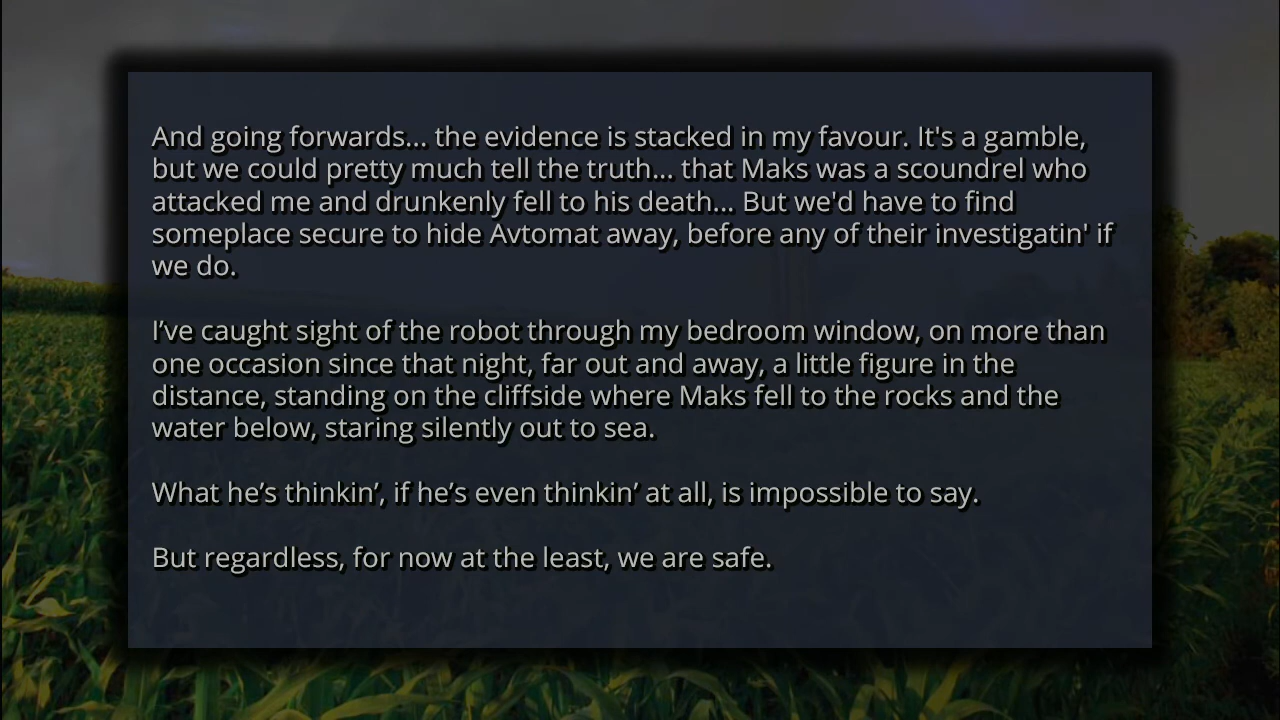 And going forwards... the evidence is stacked in my favour. It's a gamble,
but we could pretty much tell the truth... that Maks was a scoundrel who
attacked me and drunkenly fell to his death... But we'd have to find
someplace secure to hide Avtomat away, before any of their investigatin' if
we do.
I’ve caught sight of the robot through my bedroom window, on more than
one occasion since that night, far out and away, a little figure in the
distance, standing on the cliffside where Maks fell to the rocks and the
water below, staring silently out to sea.
What he’s thinkin’, if he’s even thinkin’ at all, is impossible to say.
But regardless, for now at the least, we are safe.